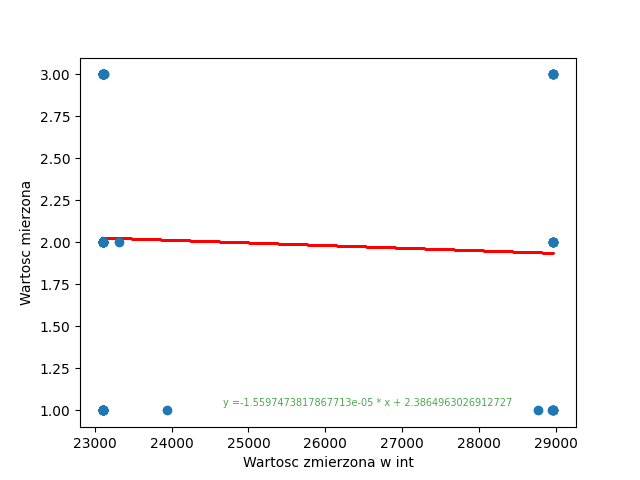 3.00
2.75
2.50
2.25
2.00
1.75
1.50
1.25
1.00
Wartosc mierzona
y =-1.5597473817867713e-05 * x + 2.3864963026912727
23000 24000 25000 26000 27000 28000 29000
Wartosc zmierzona w int